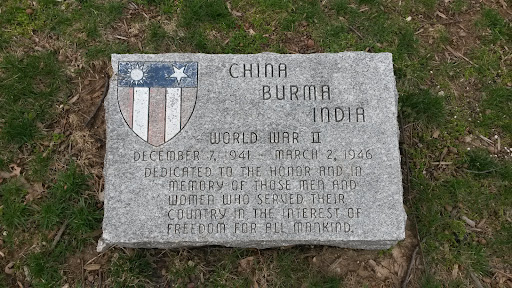 CHINA
BURMA
INDIA
WORLD WAR II
DECEMBER 7, 1941 - MARCH 2, 1946
DEDICATED TO THE HONOR AND IN
MEMORY OF THOSE MEN AND
WOMEN WHO SERVED THEIR
COUNTRY IN THE INTEREST OF
FREEDOM FOR ALL MANKIND.